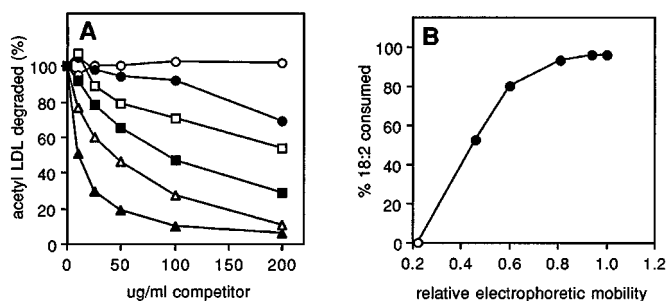 A
acetyl LDL degraded (%)
100
80
60
40
20
0
0 50 100 150 200
ug/ml competitor
B
% 18:2 consumed
100
80
60
40
20
0
0.2 0.4 0.6 0.8 1.0 1.2
relative electrophoretic mobility